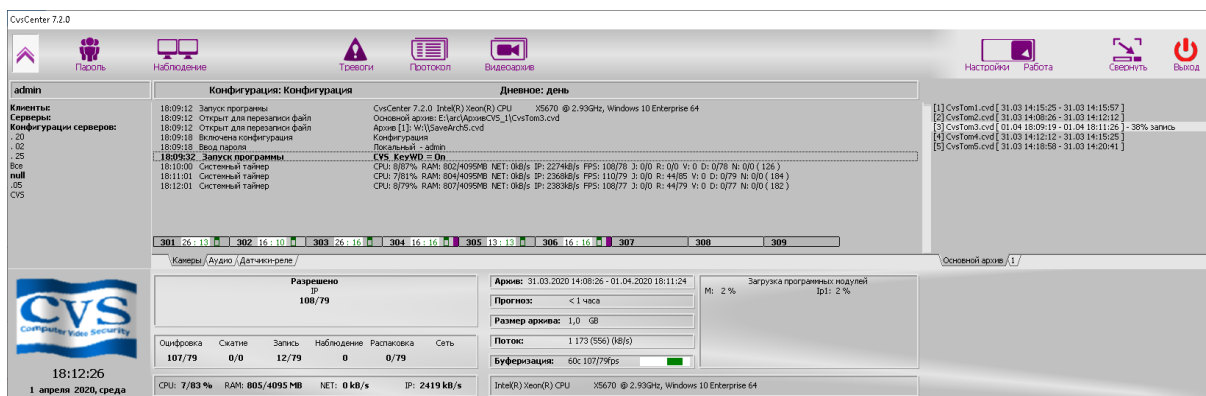 CvsCenter 7.2.0
Пароль
Наблюдение
Тревоги
Протокол
Видеоархив
Настройки Работа
Свернуть
Выход
admin
Конфигурация: Конфигурация
Дневное: день
Клиенты:
Серверы:
Конфигурации серверов:
. 20
. 02
. 25
Все
null
.05
CVS
18:09:12 Запуск программы CvsCenter 7.2.0 Intel(R) Xeon(R) CPU X5670 @ 2.93GHz, Windows 10 Enterprise 64
18:09:12 Открыт для перезаписи файл Основной архив: E:\arc\АрхивCVS_1\CvsTom3.cvd
18:09:12 Открыт для перезаписи файл Архив [1]: W:\\SaveArch5.cvd
18:09:18 Включена конфигурация Конфигурация
18:09:18 Ввод пароля Локальный - admin
18:09:32 Запуск программы CVS_KeyWD = On
18:10:00 Системный таймер CPU: 8/87% RAM: 802/4095MB NET: 0kB/s IP: 2274kB/s FPS: 108/78 J: 0/0 R: 0/0 V: 0 D: 0/78 N: 0/0 ( 126 )
18:11:01 Системный таймер CPU: 7/81% RAM: 804/4095MB NET: 0kB/s IP: 2368kB/s FPS: 110/79 J: 0/0 R: 44/85 V: 0 D: 0/79 N: 0/0 ( 184 )
18:12:01 Системный таймер CPU: 8/79% RAM: 807/4095MB NET: 0kB/s IP: 2383kB/s FPS: 108/77 J: 0/0 R: 44/79 V: 0 D: 0/77 N: 0/0 ( 182 )
[1] CvsTom1.cvd [ 31.03 14:15:25 - 31.03 14:15:57 ]
[2] CvsTom2.cvd [ 31.03 14:08:26 - 31.03 14:12:12 ]
[3] CvsTom3.cvd [ 01.04 18:09:19 - 01.04 18:11:26 ] - 38% запись
[4] CvsTom4.cvd [ 31.03 14:12:12 - 31.03 14:15:25 ]
[5] CvsTom5.cvd [ 31.03 14:18:58 - 31.03 14:20:41 ]
301 26 : 13 302 16 : 10 303 26 : 16 304 16 : 16 305 13 : 13 306 16 : 16 307 308 309
Камеры Аудио Датчики-реле
Основной архив 1
CVS
Computer Video Security
18:12:26
1 апреля 2020, среда
Разрешено
IP
108/79
Оцифровка Сжатие Запись Наблюдение Распаковка Сеть
107/79 0/0 12/79 0 0/79
CPU: 7/83 % RAM: 805/4095 MB NET: 0 kB/s IP: 2419 kB/s
Архив: 31.03.2020 14:08:26 - 01.04.2020 18:11:24
Прогноз: < 1 часа
Размер архива: 1,0 GB
Поток: 1 173 (556) (kB/s)
Буферизация: 60с 107/79fps
Intel(R) Xeon(R) CPU X5670 @ 2.93GHz, Windows 10 Enterprise 64
Загрузка программных модулей
M: 2 % Ip1: 2 %